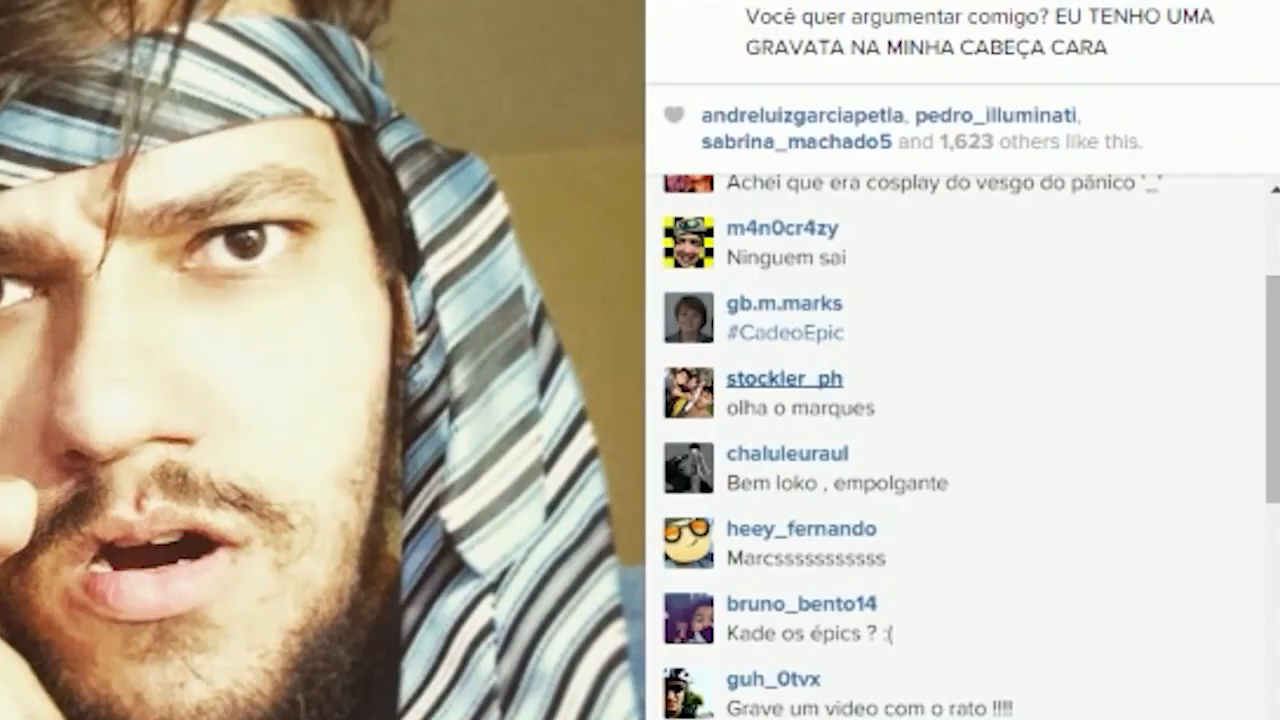 Você quer argumentar comigo? EU TENHO UMA
GRAVATA NA MINHA CABEÇA CARA
andreluizgarciapetla, pedro_illuminati,
sabrina_machado5 and 1,623 others like this.
Achei que era cosplay do vesgo do pânico '_'
m4n0cr4zy
Ninguem sai
gb.m.marks
#CadeoEpic
stockler_ph
olha o marques
chaluleuraul
Bem loko , empolgante
heey_fernando
Marcsssssssssss
bruno_bento14
Kade os épics ? :(
guh_0tvx
Grave um video com o rato !!!!